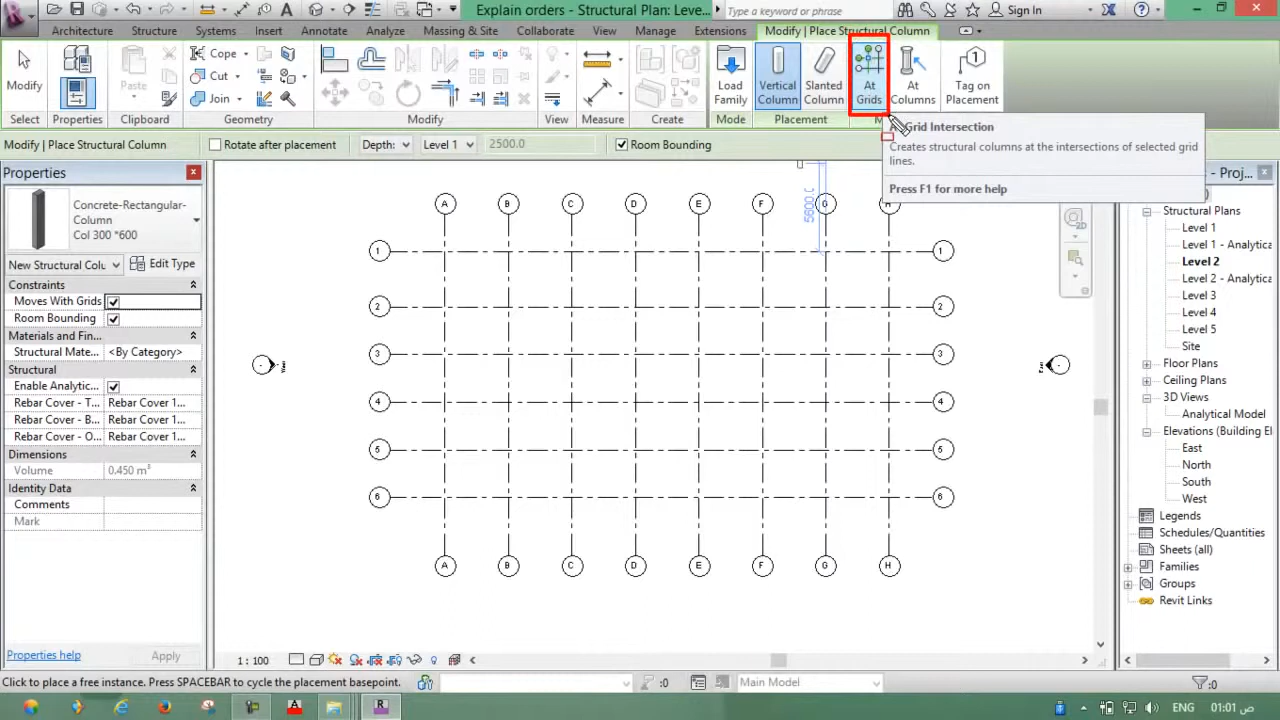 Explain orders - Structural Plan: Leve...
Type a keyword or phrase
Sign In
Architecture Structure Systems Insert Annotate Analyze Massing & Site Collaborate View Manage Extensions Modify | Place Structural Column
Modify
Select
Properties
Paste
Clipboard
Cope
Cut
Join
Geometry
Modify
View
Measure
Create
Load Family
Mode
Vertical Column
Slanted Column
Placement
At Grids
At Columns
Tag on Placement
Modify | Place Structural Column
Rotate after placement
Depth:
Level 1
2500.0
Room Bounding
Grid Intersection
Creates structural columns at the intersections of selected grid
lines.
Press F1 for more help
Properties
Concrete-Rectangular-
Column
Col 300 *600
New Structural Colu
Edit Type
Constraints
Moves With Grids
Room Bounding
Materials and Fin...
Structural Mate... <By Category>
Structural
Enable Analytic...
Rebar Cover - T... Rebar Cover 1...
Rebar Cover - B... Rebar Cover 1...
Rebar Cover - O... Rebar Cover 1...
Dimensions
Volume 0.450 m³
Identity Data
Comments
Mark
Properties help
Apply
A B C D E F G H
5600.0
1 1
2 2
3 3
4 4
5 5
6 6
A B C D E F G H
1 : 100
- Proj...
Structural Plans
Level 1
Level 1 - Analytica
Level 2
Level 2 - Analytica
Level 3
Level 4
Level 5
Site
Floor Plans
Ceiling Plans
3D Views
Analytical Model
Elevations (Building El
East
North
South
West
Legends
Schedules/Quantities
Sheets (all)
Families
Groups
Revit Links
Click to place a free instance. Press SPACEBAR to cycle the placement basepoint.
:0
Main Model
:0
ENG
01:01 ص